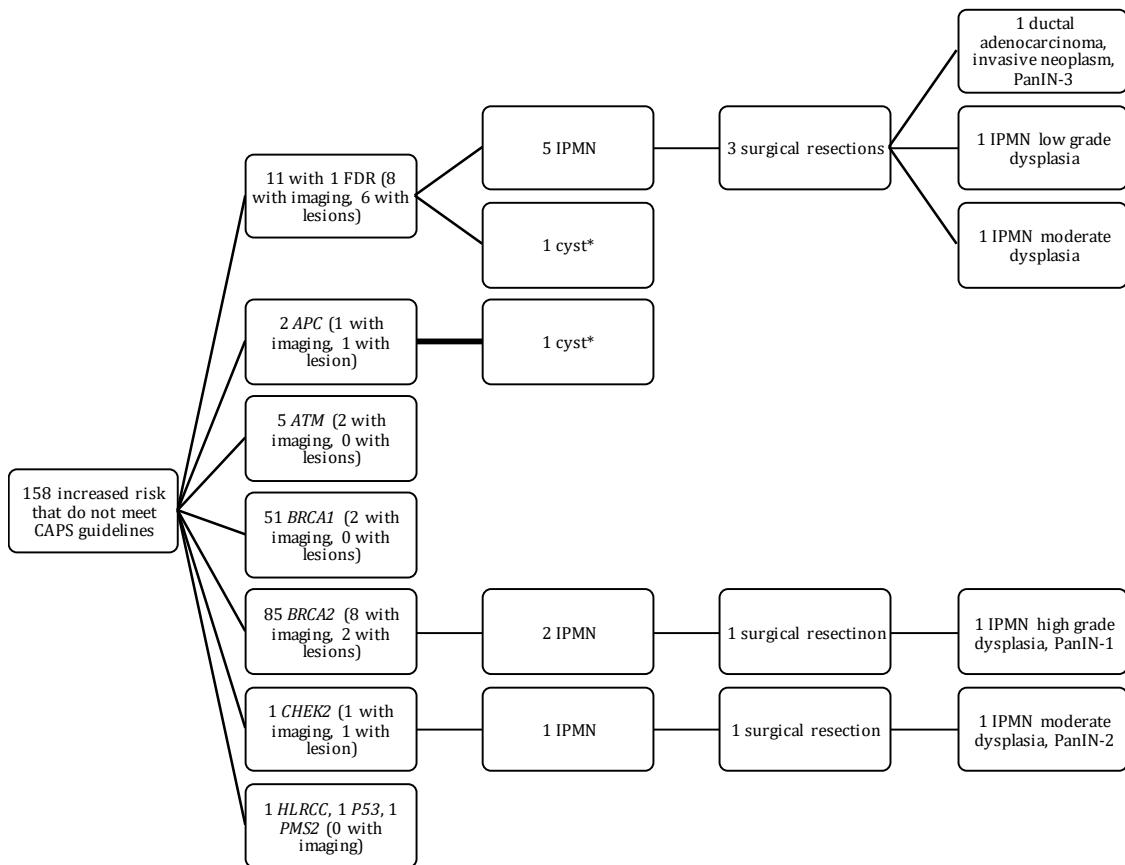 158 increased risk
that do not meet
CAPS guidelines
11 with 1 FDR (8
with imaging, 6 with
lesions)
5 IPMN
3 surgical resections
1 ductal
adenocarcinoma,
invasive neoplasm,
PanIN-3
1 IPMN low grade
dysplasia
1 IPMN moderate
dysplasia
1 cyst*
2 APC (1 with
imaging, 1 with
lesion)
1 cyst*
5 ATM (2 with
imaging, 0 with
lesions)
51 BRCA1 (2 with
imaging, 0 with
lesions)
85 BRCA2 (8 with
imaging, 2 with
lesions)
2 IPMN
1 surgical resectinon
1 IPMN high grade
dysplasia, PanIN-1
1 CHEK2 (1 with
imaging, 1 with
lesion)
1 IPMN
1 surgical resection
1 IPMN moderate
dysplasia, PanIN-2
1 HLRCC, 1 P53, 1
PMS2 (0 with
imaging)